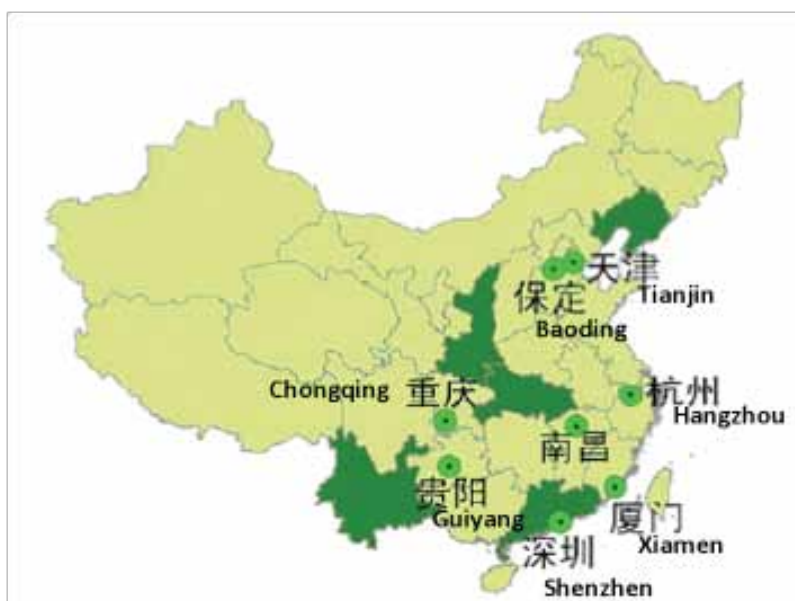 天津
Tianjin
保定
Baoding
Chongqing 重庆
杭州
Hangzhou
南昌
贵阳
Guiyang
厦门
Xiamen
深圳
Shenzhen